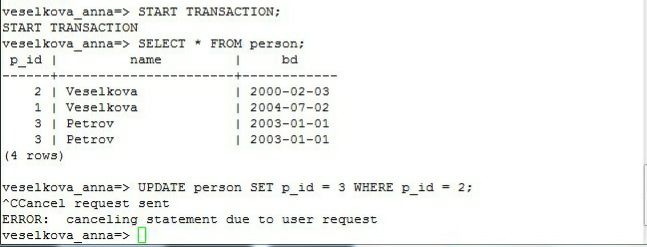 veselkova_anna=> START TRANSACTION;
START TRANSACTION
veselkova_anna=> SELECT * FROM person;
 p_id |         name          |     bd
------+-----------------------+------------
    2 | Veselkova             | 2000-02-03
    1 | Veselkova             | 2004-07-02
    3 | Petrov                | 2003-01-01
    3 | Petrov                | 2003-01-01
(4 rows)
veselkova_anna=> UPDATE person SET p_id = 3 WHERE p_id = 2;
^CCancel request sent
ERROR:  canceling statement due to user request
veselkova_anna=>